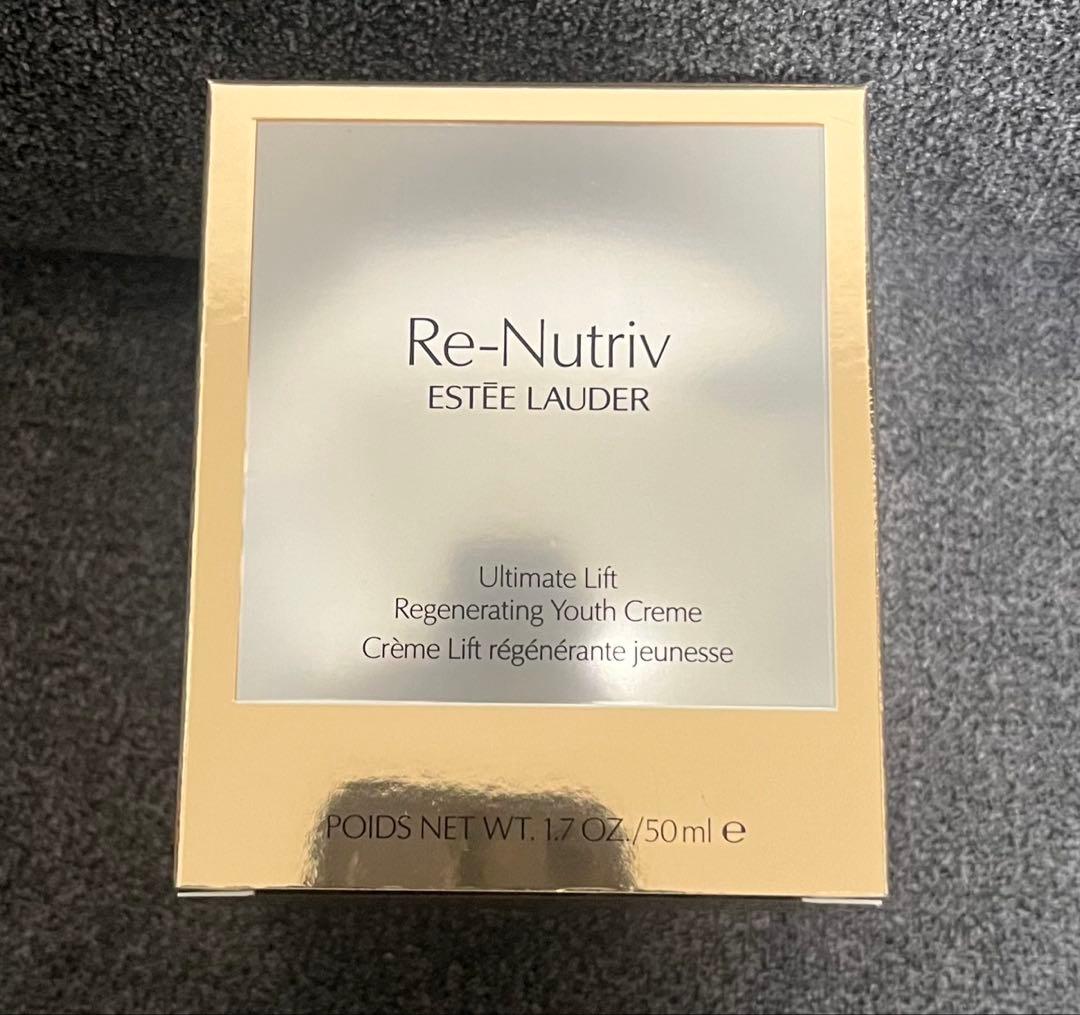 Re-Nutriv
ESTĒE LAUDER
Ultimate Lift
Regenerating Youth Creme
Crème Lift régénérante jeunesse
POIDS NET WT. 1.7 OZ./50 ml ℮